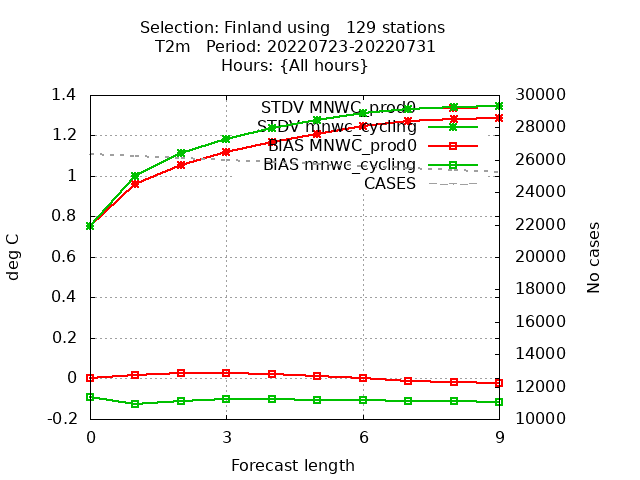 Selection: Finland using   129 stations
T2m   Period: 20220723-20220731
Hours: {All hours}
1.4
1.2
1
0.8
0.6
0.4
0.2
0
-0.2
deg C
STDV MNWC_prod0
STDV mnwc_cycling
BIAS MNWC_prod0
BIAS mnwc_cycling
CASES
30000
28000
26000
24000
22000
20000
18000
16000
14000
12000
10000
No cases
0 3 6 9
Forecast length